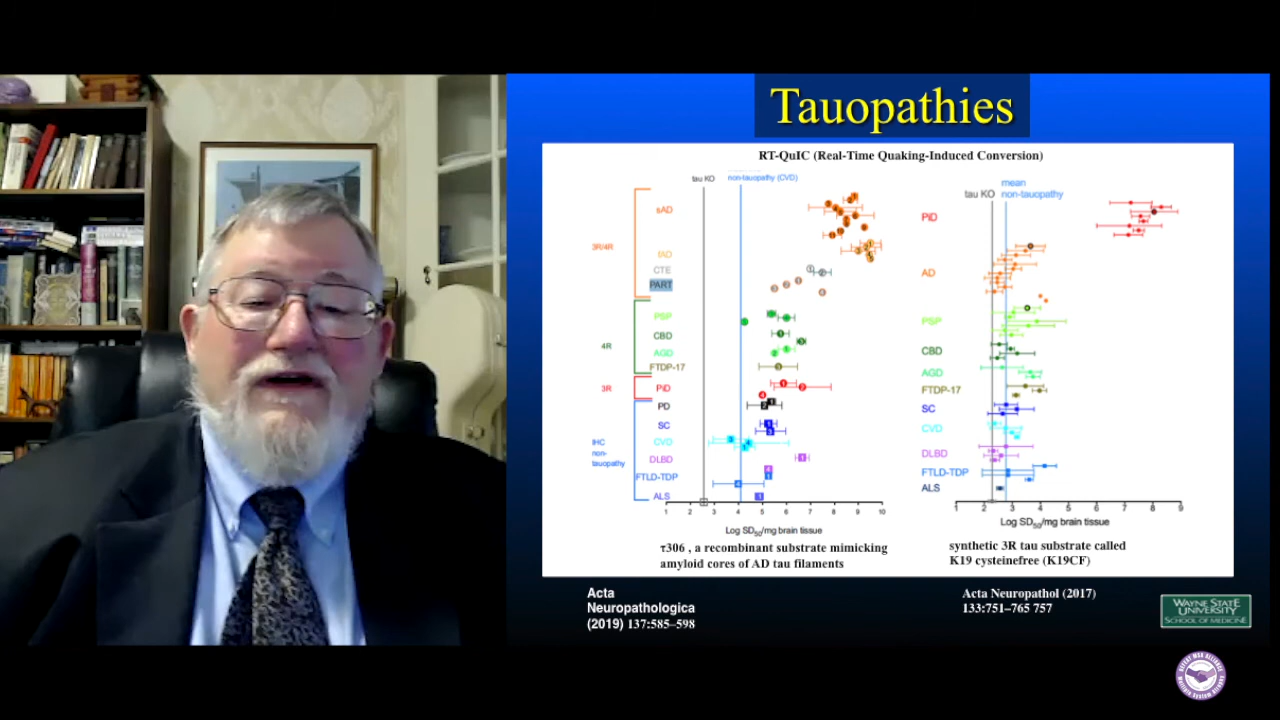 Tauopathies
RT-QuIC (Real-Time Quaking-Induced Conversion)
tau KO
non-tauopathy (CVD)
3R/4R
sAD
fAD
CTE
PART
4R
PSP
CBD
AGD
FTDP-17
3R
PiD
IHC
non-
tauopathy
PD
SC
CVD
DLBD
FTLD-TDP
ALS
1 2 3 4 5 6 7 8 9 10
Log SD50/mg brain tissue
τ306 , a recombinant substrate mimicking
amyloid cores of AD tau filaments
mean
tau KO non-tauopathy
PiD
AD
PSP
CBD
AGD
FTDP-17
SC
CVD
DLBD
FTLD-TDP
ALS
1 2 3 4 5 6 7 8 9
Log SD50/mg brain tissue
synthetic 3R tau substrate called
K19 cysteinefree (K19CF)
Acta
Neuropathologica
(2019) 137:585–598
Acta Neuropathol (2017)
133:751–765 757
WAYNE STATE
UNIVERSITY
SCHOOL OF MEDICINE
DEFEAT MSA ALLIANCE